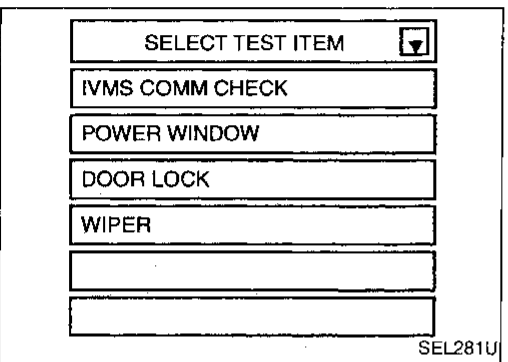 SELECT TEST ITEM
IVMS COMM CHECK
POWER WINDOW
DOOR LOCK
WIPER
SEL281U